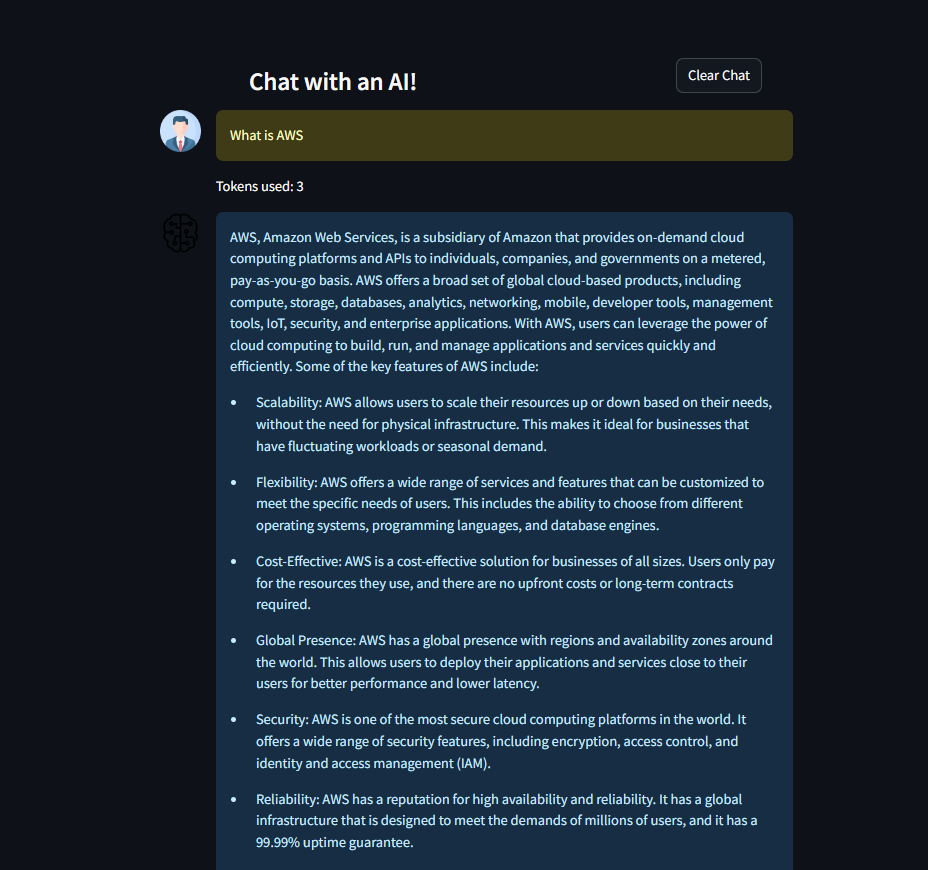 Chat with an AI!
Clear Chat
What is AWS
Tokens used: 3
AWS, Amazon Web Services, is a subsidiary of Amazon that provides on-demand cloud
computing platforms and APIs to individuals, companies, and governments on a metered,
pay-as-you-go basis. AWS offers a broad set of global cloud-based products, including
compute, storage, databases, analytics, networking, mobile, developer tools, management
tools, IoT, security, and enterprise applications. With AWS, users can leverage the power of
cloud computing to build, run, and manage applications and services quickly and
efficiently. Some of the key features of AWS include:
• Scalability: AWS allows users to scale their resources up or down based on their needs,
without the need for physical infrastructure. This makes it ideal for businesses that
have fluctuating workloads or seasonal demand.
• Flexibility: AWS offers a wide range of services and features that can be customized to
meet the specific needs of users. This includes the ability to choose from different
operating systems, programming languages, and database engines.
• Cost-Effective: AWS is a cost-effective solution for businesses of all sizes. Users only pay
for the resources they use, and there are no upfront costs or long-term contracts
required.
• Global Presence: AWS has a global presence with regions and availability zones around
the world. This allows users to deploy their applications and services close to their
users for better performance and lower latency.
• Security: AWS is one of the most secure cloud computing platforms in the world. It
offers a wide range of security features, including encryption, access control, and
identity and access management (IAM).
• Reliability: AWS has a reputation for high availability and reliability. It has a global
infrastructure that is designed to meet the demands of millions of users, and it has a
99.99% uptime guarantee.